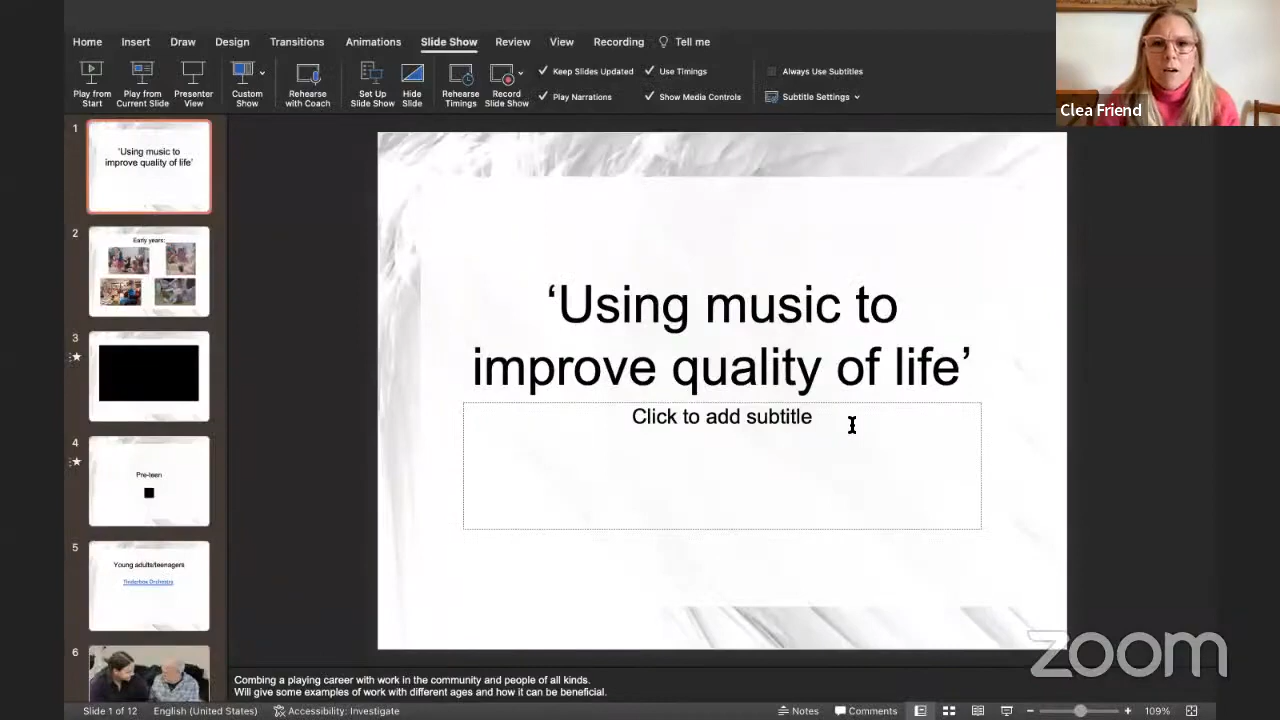 Home Insert Draw Design Transitions Animations Slide Show Review View Recording Tell me
Play from Start
Play from Current Slide
Presenter View
Custom Show
Rehearse with Coach
Set Up Slide Show
Hide Slide
Rehearse Timings
Record Slide Show
Keep Slides Updated
Use Timings
Always Use Subtitles
Play Narrations
Show Media Controls
Subtitle Settings
Clea Friend
1
‘Using music to
improve quality of life’
2
Early years:
3
4
Pre-teen
5
Young adults/teenagers
6
‘Using music to
improve quality of life’
Click to add subtitle
zoom
Combing a playing career with work in the community and people of all kinds.
Will give some examples of work with different ages and how it can be beneficial.
Slide 1 of 12 English (United States) Accessibility: Investigate Notes Comments 109%